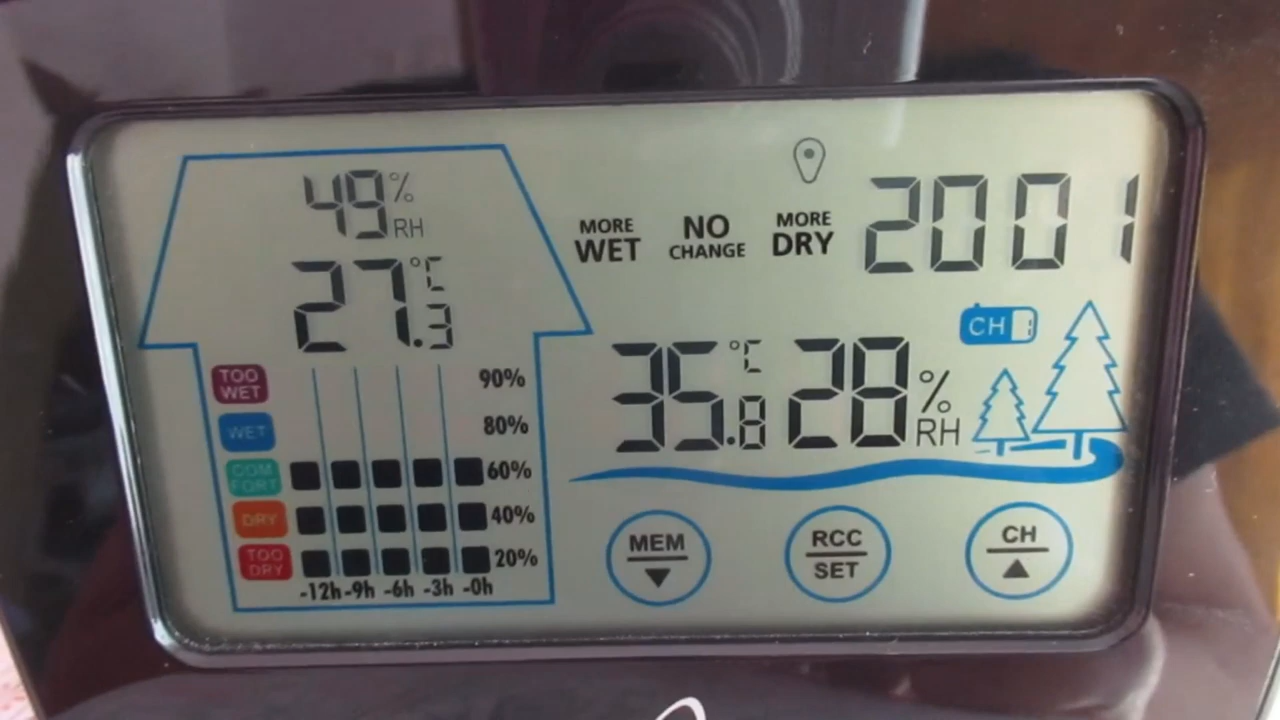 49% RH
27.3°C
TOO WET
WET
COMFORT
DRY
TOO DRY
90%
80%
60%
40%
20%
-12h -9h -6h -3h -0h
MORE WET
NO CHANGE
MORE DRY
2001
CH
35.8°C 28% RH
MEM
RCC
SET
CH